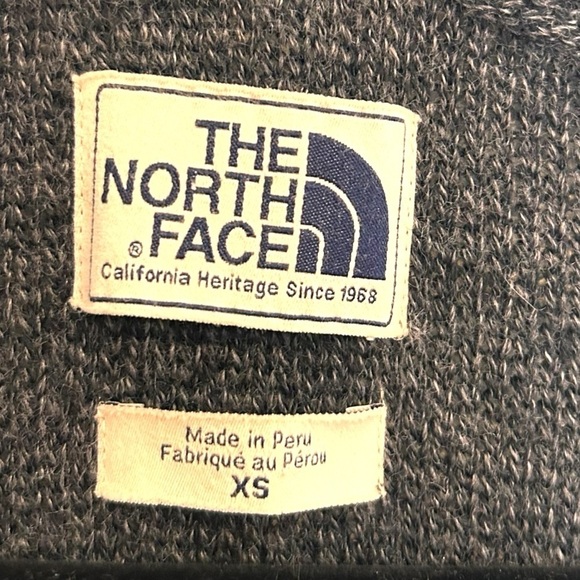 THE
NORTH
FACE
®
California Heritage Since 1968
Made in Peru
Fabriqué au Pérou
XS